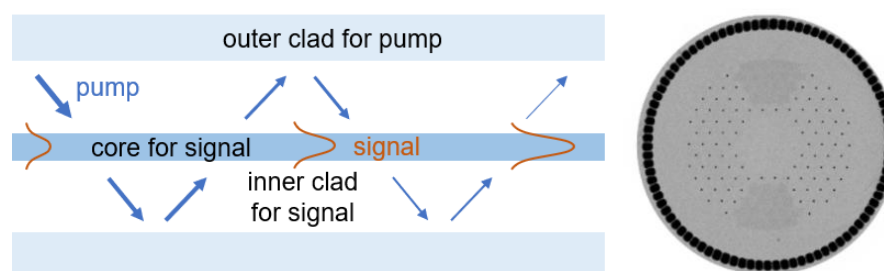 outer clad for pump
pump
core for signal
signal
inner clad
for signal